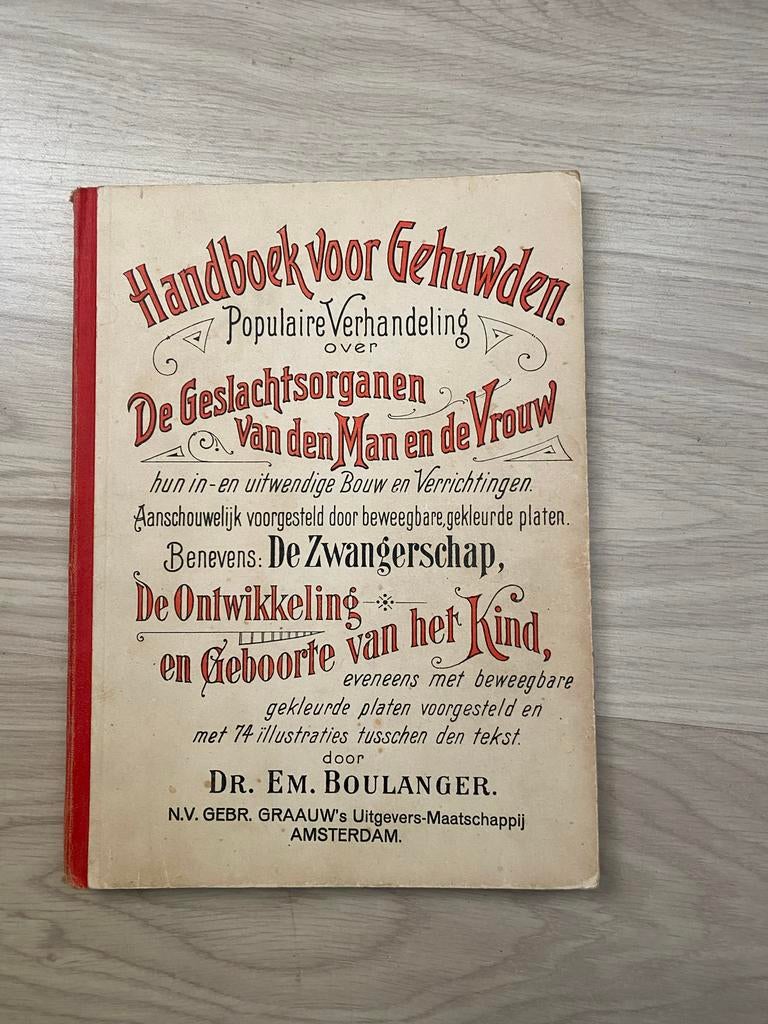 Handboek voor Gehuwden.
Populaire Verhandeling
over
De Geslachtsorganen
van den Man en de Vrouw
hun in- en uitwendige Bouw en Verrichtingen.
Aanschouwelijk voorgesteld door beweegbare, gekleurde platen.
Benevens: De Zwangerschap,
De Ontwikkeling
en Geboorte van het Kind,
eveneens met beweegbare
gekleurde platen voorgesteld en
met 74 illustraties tusschen den tekst.
door
DR. EM. BOULANGER.
N.V. GEBR. GRAAUW's Uitgevers-Maatschappij
AMSTERDAM.